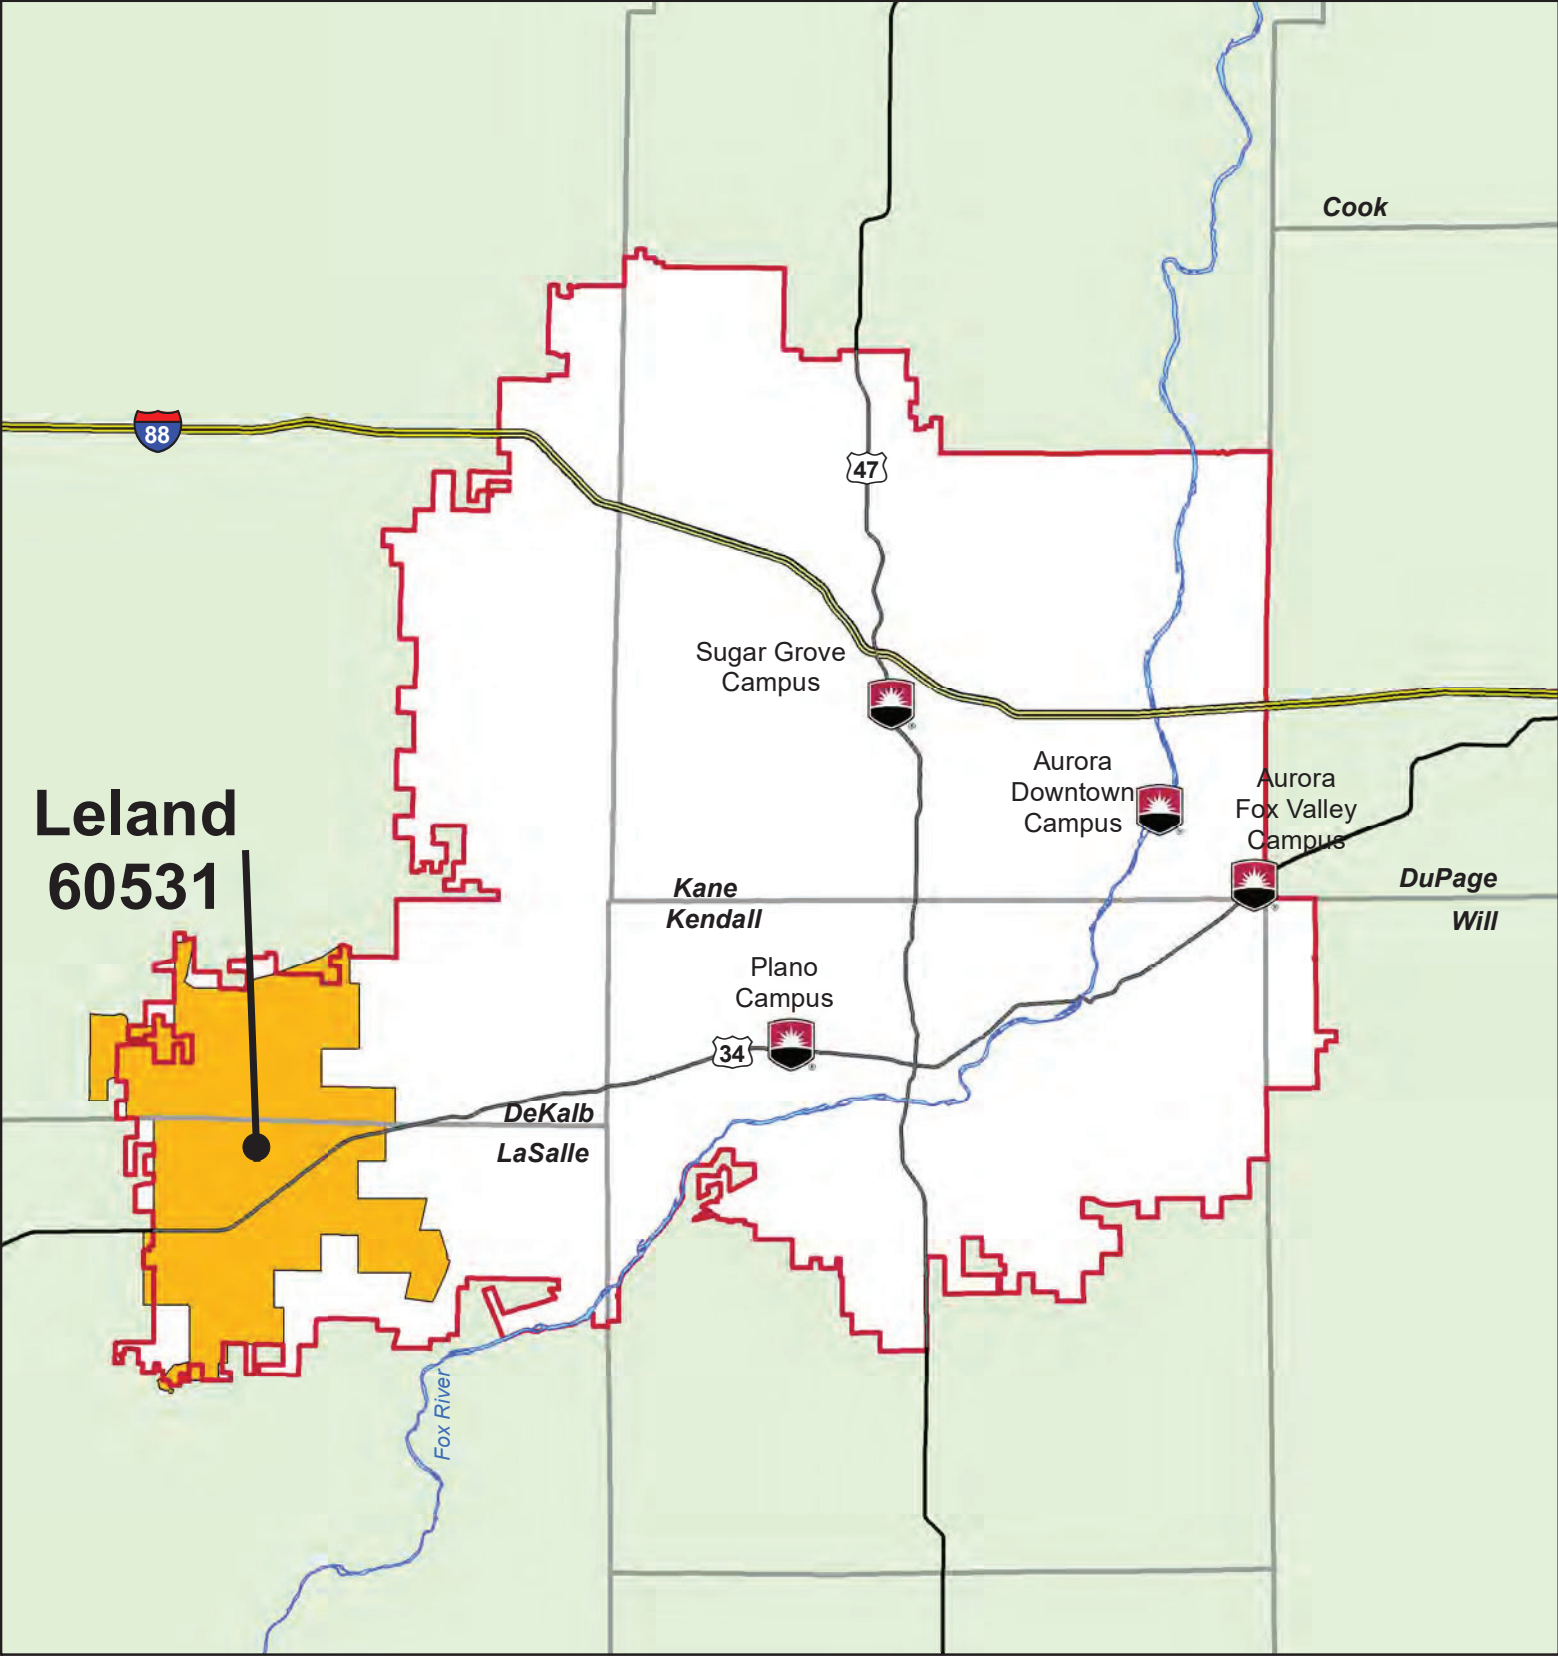 Cook
88
47
Sugar Grove
Campus
Aurora
Downtown
Campus
Aurora
Fox Valley
Campus
Leland
60531
Kane
Kendall
DuPage
Will
Plano
Campus
34
DeKalb
LaSalle
Fox River